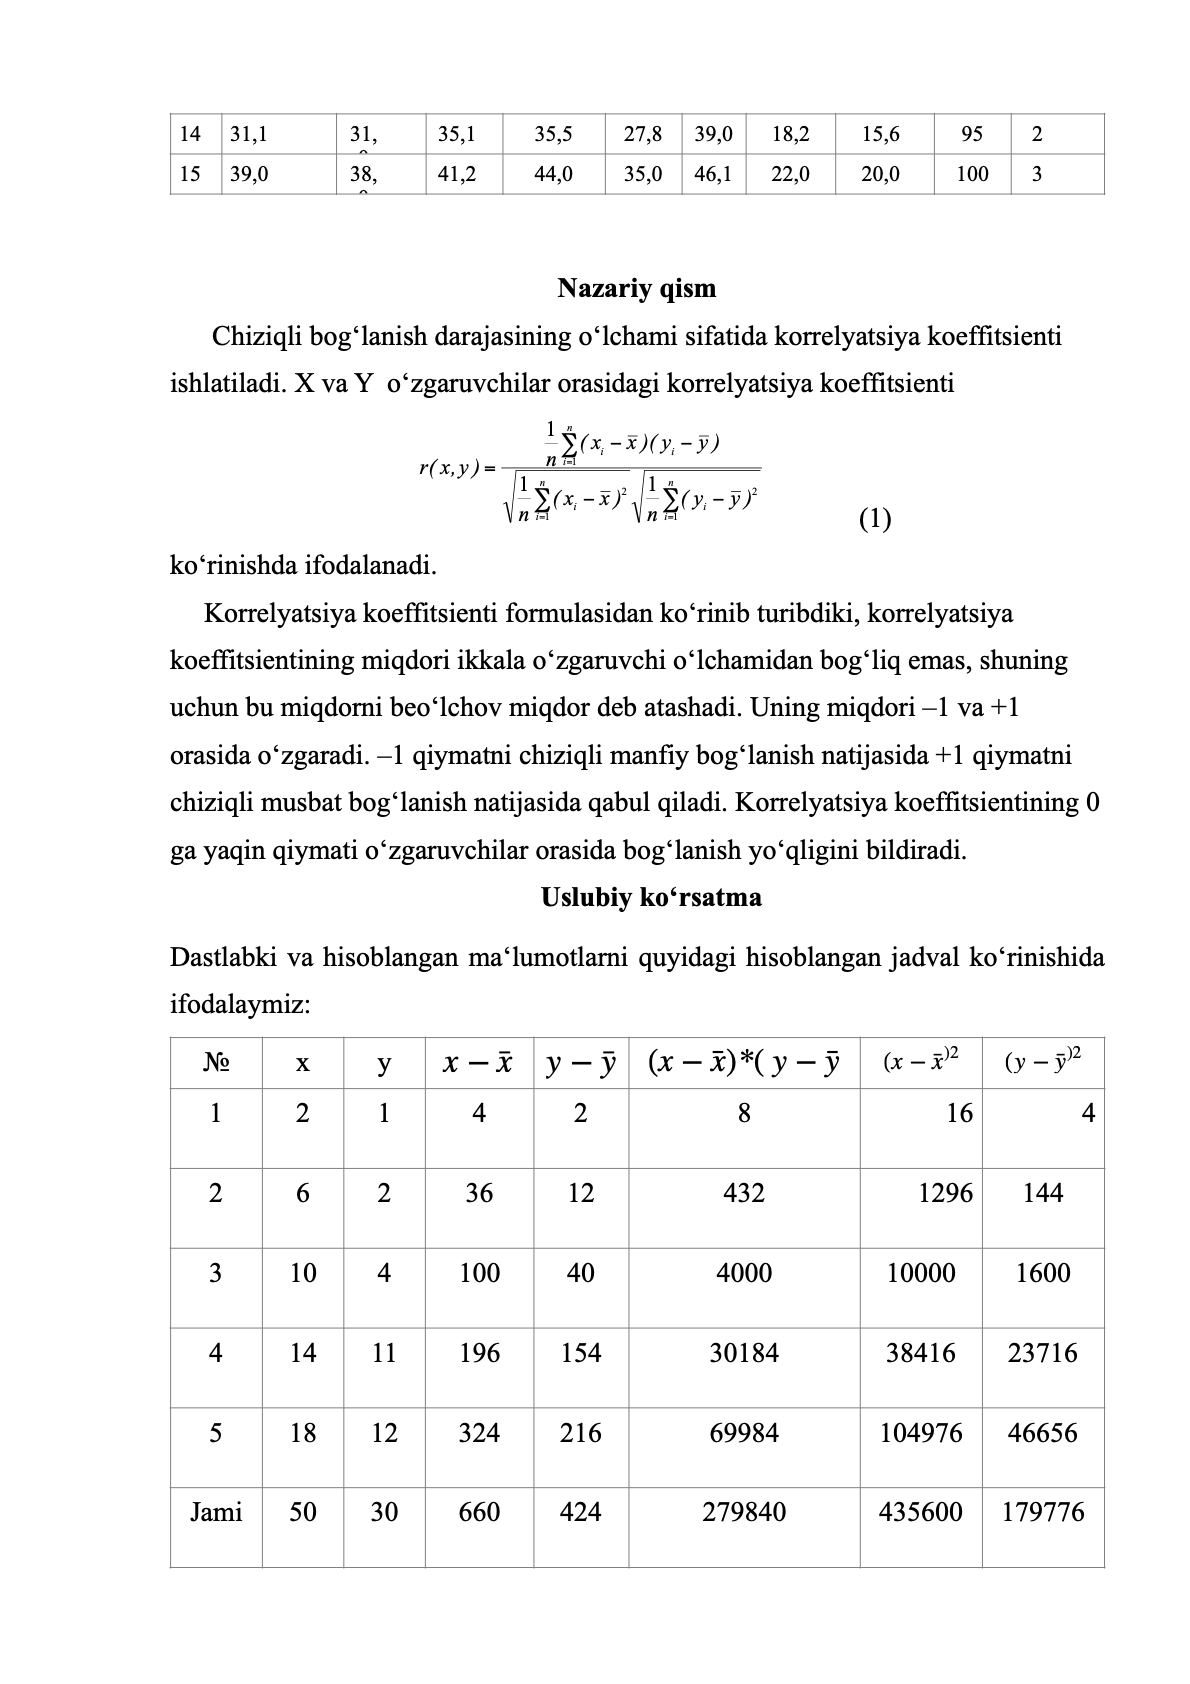 14 31,1 31, 35,1 35,5 27,8 39,0 18,2 15,6 95 2
15 39,0 38, 41,2 44,0 35,0 46,1 22,0 20,0 100 3
Nazariy qism
Chiziqli bog‘lanish darajasining o‘lchami sifatida korrelyatsiya koeffitsienti
ishlatiladi. X va Y o‘zgaruvchilar orasidagi korrelyatsiya koeffitsienti
r(x,y) = \frac{\frac{1}{n}\sum_{i=1}^{n}(x_i − x̄)(y_i − ȳ)}{\sqrt{\frac{1}{n}\sum_{i=1}^{n}(x_i − x̄)^2}\sqrt{\frac{1}{n}\sum_{i=1}^{n}(y_i − ȳ)^2}} (1)
ko‘rinishda ifodalanadi.
Korrelyatsiya koeffitsienti formulasidan ko‘rinib turibdiki, korrelyatsiya
koeffitsientining miqdori ikkala o‘zgaruvchi o‘lchamidan bog‘liq emas, shuning
uchun bu miqdorni beo‘lchov miqdor deb atashadi. Uning miqdori –1 va +1
orasida o‘zgaradi. –1 qiymatni chiziqli manfiy bog‘lanish natijasida +1 qiymatni
chiziqli musbat bog‘lanish natijasida qabul qiladi. Korrelyatsiya koeffitsientining 0
ga yaqin qiymati o‘zgaruvchilar orasida bog‘lanish yo‘qligini bildiradi.
Uslubiy ko‘rsatma
Dastlabki va hisoblangan ma‘lumotlarni quyidagi hisoblangan jadval ko‘rinishida
ifodalaymiz:
№ x y x − x̄ y − ȳ (x − x̄)*( y − ȳ (x − x̄)2 (y − ȳ)2
1 2 1 4 2 8 16 4
2 6 2 36 12 432 1296 144
3 10 4 100 40 4000 10000 1600
4 14 11 196 154 30184 38416 23716
5 18 12 324 216 69984 104976 46656
Jami 50 30 660 424 279840 435600 179776